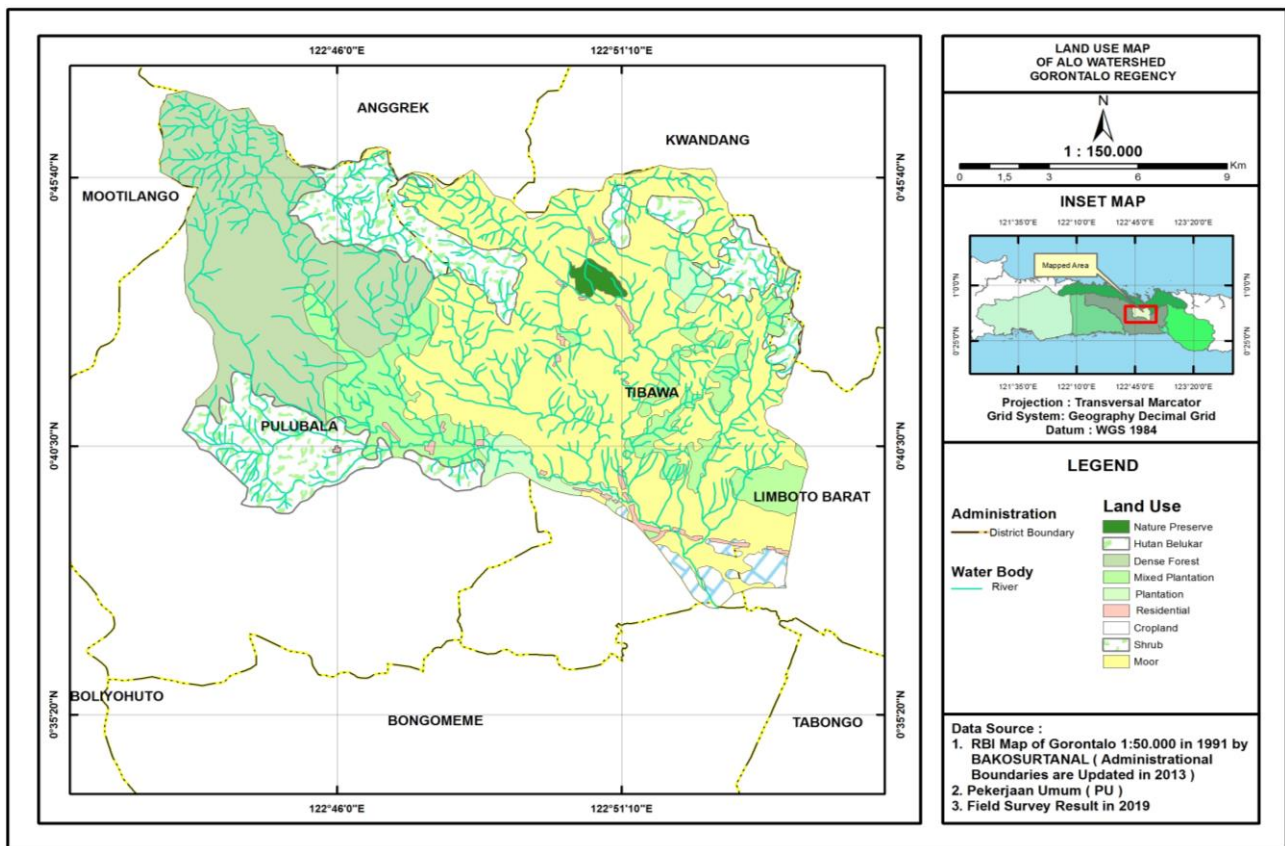 122°46'0"E 122°51'10"E
ANGGREK
KWANDANG
0°45'40"N 0°45'40"N
MOOTILANGO
TIBAWA
PULUBALA
0°40'30"N 0°40'30"N
LIMBOTO BARAT
BOLIYOHUTO
BONGOMEME
TABONGO
0°35'20"N 0°35'20"N
122°46'0"E 122°51'10"E
LAND USE MAP
OF ALO WATERSHED
GORONTALO REGENCY
N
1 : 150.000
Km
0 1,5 3 6 9
INSET MAP
121°35'0"E 122°10'0"E 122°45'0"E 123°20'0"E
Mapped Area
1°0'0"N 1°0'0"N
0°25'0"N 0°25'0"N
121°35'0"E 122°10'0"E 122°45'0"E 123°20'0"E
Projection : Transversal Marcator
Grid System: Geography Decimal Grid
Datum : WGS 1984
LEGEND
Administration
District Boundary
Water Body
River
Land Use
Nature Preserve
Hutan Belukar
Dense Forest
Mixed Plantation
Plantation
Residential
Cropland
Shrub
Moor
Data Source :
1. RBI Map of Gorontalo 1:50.000 in 1991 by
BAKOSURTANAL ( Administrational
Boundaries are Updated in 2013 )
2. Pekerjaan Umum ( PU )
3. Field Survey Result in 2019